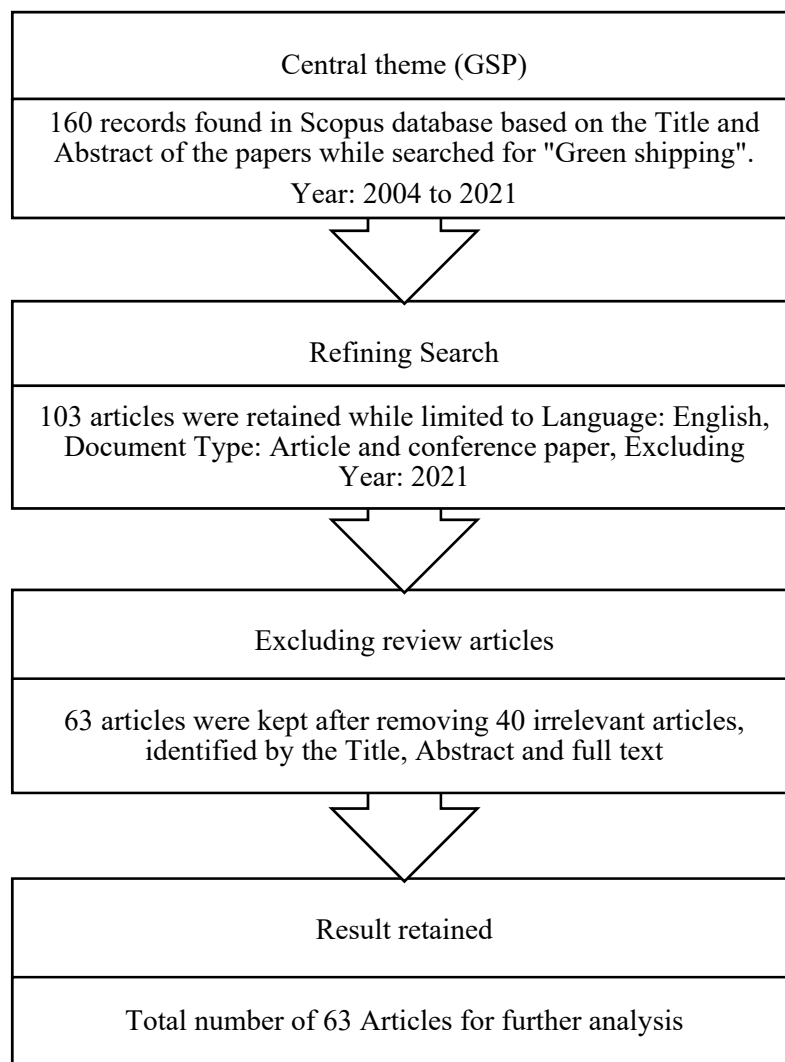 Central theme (GSP)
160 records found in Scopus database based on the Title and
Abstract of the papers while searched for "Green shipping".
Year: 2004 to 2021
Refining Search
103 articles were retained while limited to Language: English,
Document Type: Article and conference paper, Excluding
Year: 2021
Excluding review articles
63 articles were kept after removing 40 irrelevant articles,
identified by the Title, Abstract and full text
Result retained
Total number of 63 Articles for further analysis